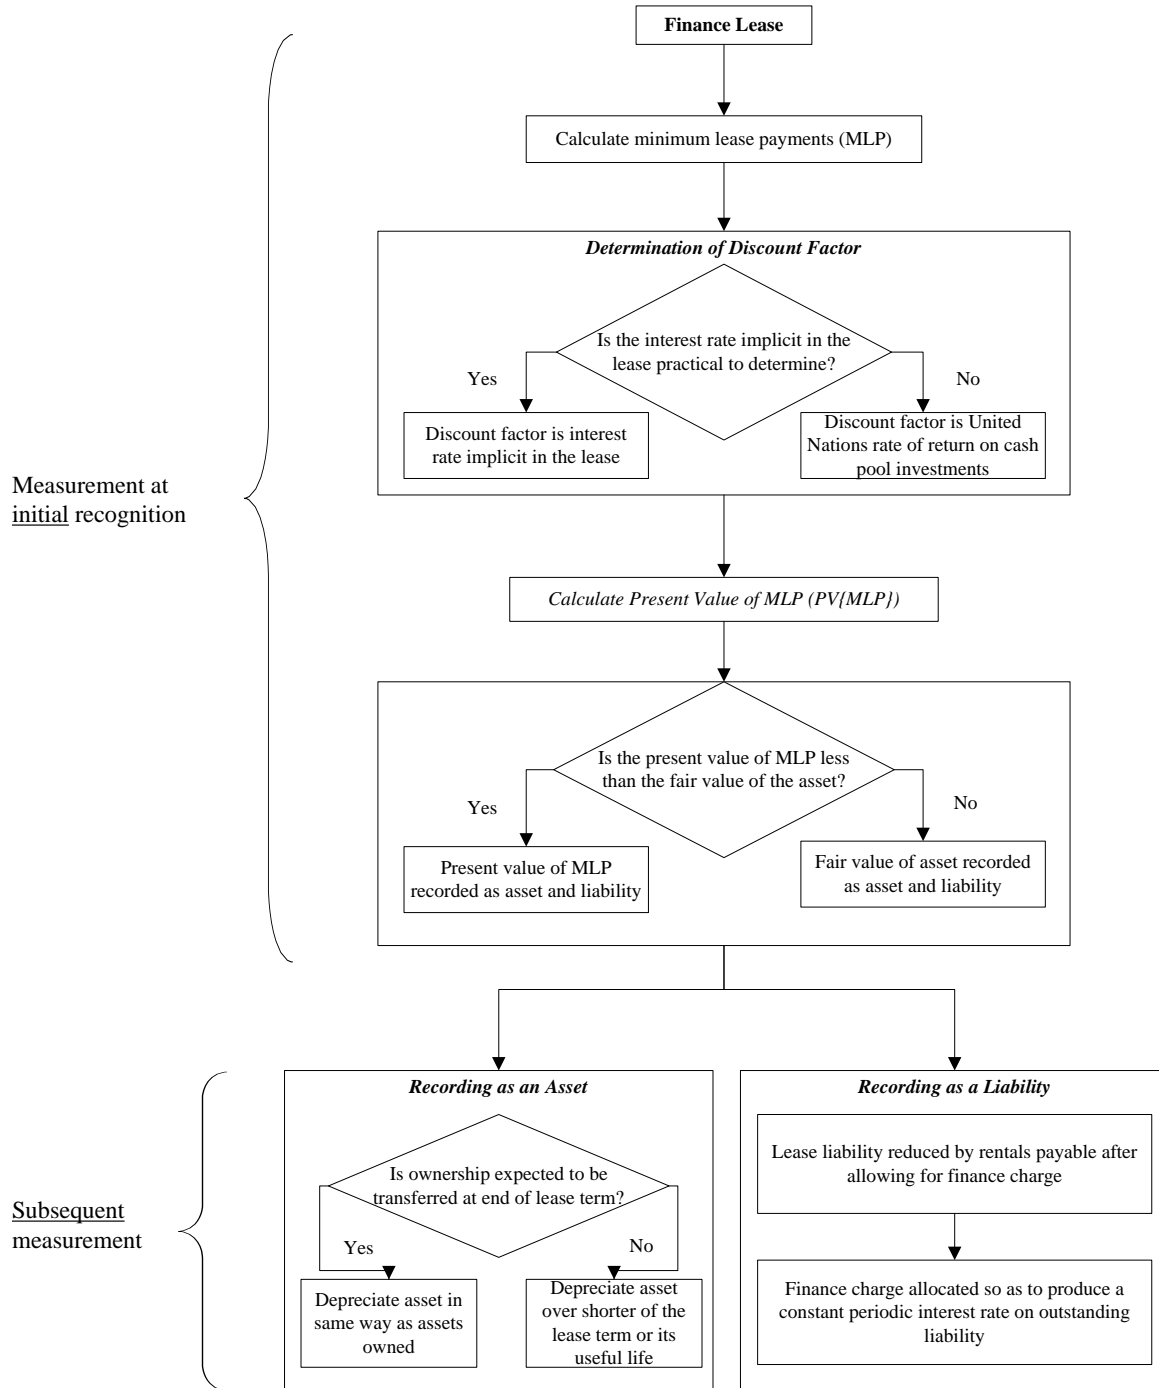 Finance Lease
Calculate minimum lease payments (MLP)
Determination of Discount Factor
Is the interest rate implicit in the
lease practical to determine?
Yes
No
Discount factor is interest
rate implicit in the lease
Discount factor is United
Nations rate of return on cash
pool investments
Measurement at
initial recognition
Calculate Present Value of MLP (PV{MLP})
Is the present value of MLP less
than the fair value of the asset?
Yes
No
Present value of MLP
recorded as asset and liability
Fair value of asset recorded
as asset and liability
Recording as an Asset
Is ownership expected to be
transferred at end of lease term?
Yes
No
Depreciate asset in
same way as assets
owned
Depreciate asset
over shorter of the
lease term or its
useful life
Recording as a Liability
Lease liability reduced by rentals payable after
allowing for finance charge
Finance charge allocated so as to produce a
constant periodic interest rate on outstanding
liability
Subsequent
measurement